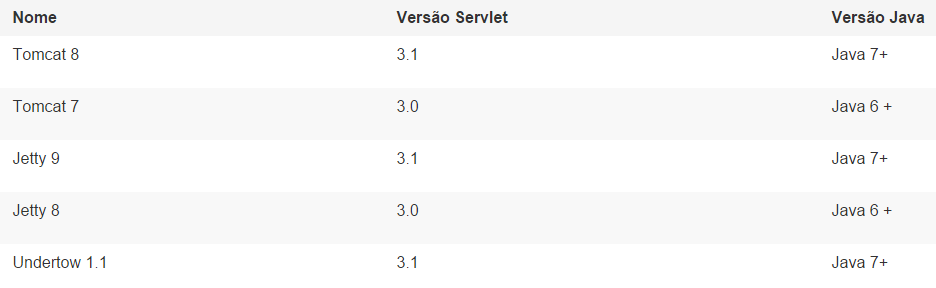 Nome Versão Servlet Versão Java
Tomcat 8 3.1 Java 7+
Tomcat 7 3.0 Java 6 +
Jetty 9 3.1 Java 7+
Jetty 8 3.0 Java 6 +
Undertow 1.1 3.1 Java 7+